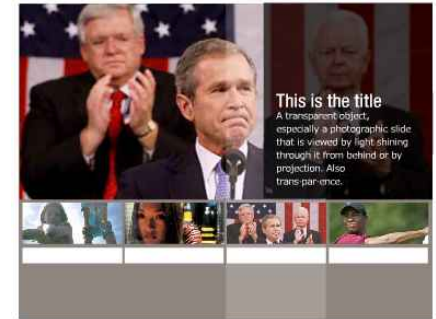 This is the title
A transparent object,
especially a photographic slide
that is viewed by light shining
through it from behind or by
projection. Also
trans·par·ence.